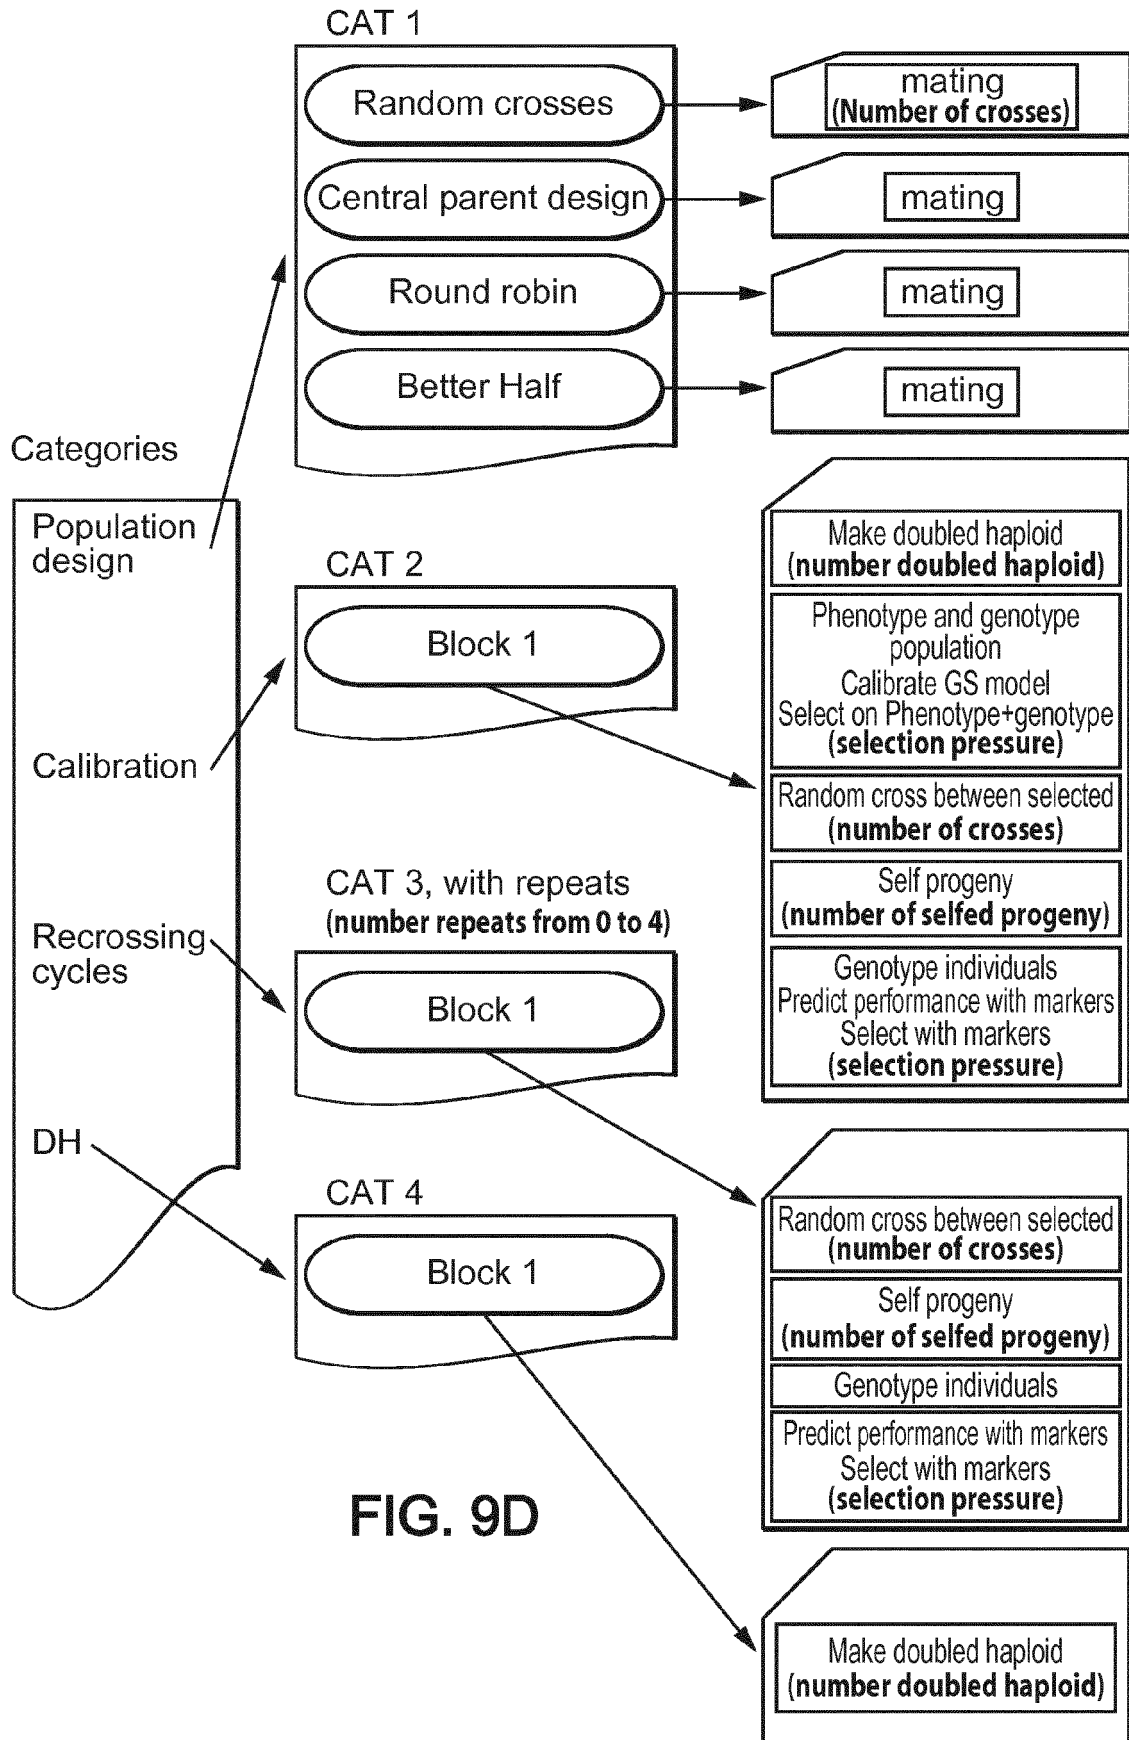 CAT 1
Random crosses
mating
(Number of crosses)
Central parent design
mating
Round robin
mating
Better Half
mating
Categories
Population
design
Calibration
Recrossing
cycles
DH
CAT 2
Block 1
Make doubled haploid
(number doubled haploid)
Phenotype and genotype
population
Calibrate GS model
Select on Phenotype+genotype
(selection pressure)
Random cross between selected
(number of crosses)
Self progeny
(number of selfed progeny)
Genotype individuals
Predict performance with markers
Select with markers
(selection pressure)
CAT 3, with repeats
(number repeats from 0 to 4)
Block 1
Random cross between selected
(number of crosses)
Self progeny
(number of selfed progeny)
Genotype individuals
Predict performance with markers
Select with markers
(selection pressure)
CAT 4
Block 1
Make doubled haploid
(number doubled haploid)
FIG. 9D